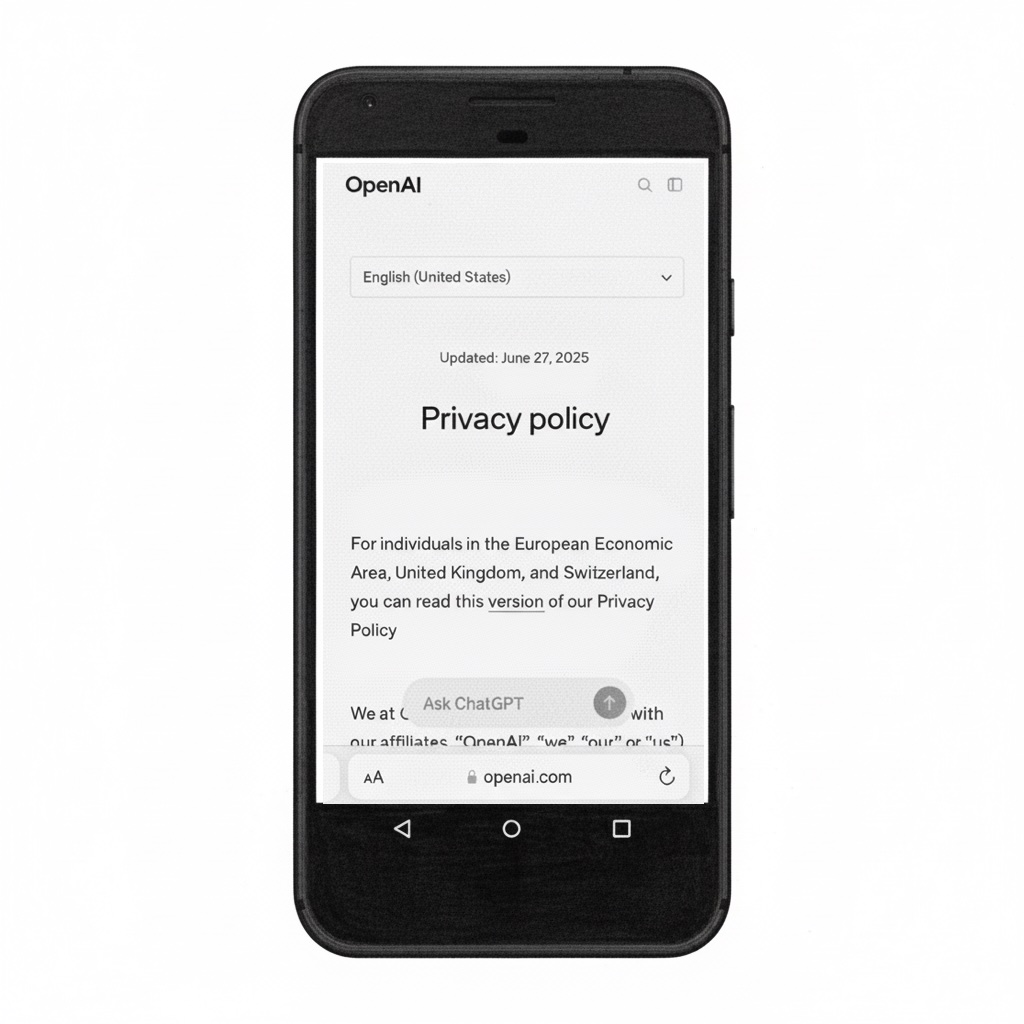 OpenAI
English (United States)
Updated: June 27, 2025
Privacy policy
For individuals in the European Economic
Area, United Kingdom, and Switzerland,
you can read this version of our Privacy
Policy
Ask ChatGPT
We at with
our affiliates, “OpenAI”, “we”, “our” or “us”)
AA
openai.com